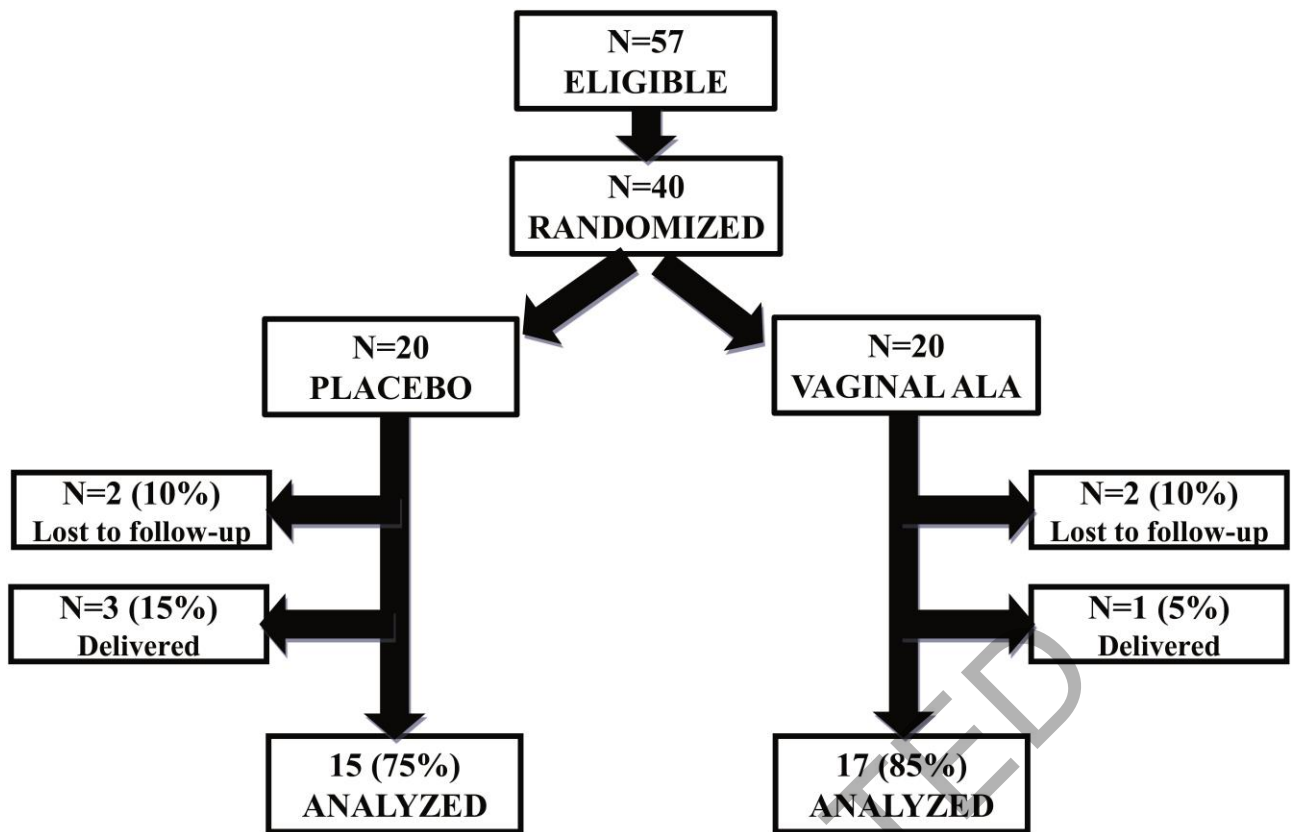 N=57
ELIGIBLE
N=40
RANDOMIZED
N=20
PLACEBO
N=20
VAGINAL ALA
N=2 (10%)
Lost to follow-up
N=2 (10%)
Lost to follow-up
N=3 (15%)
Delivered
N=1 (5%)
Delivered
15 (75%)
ANALYZED
17 (85%)
ANALYZED
TED